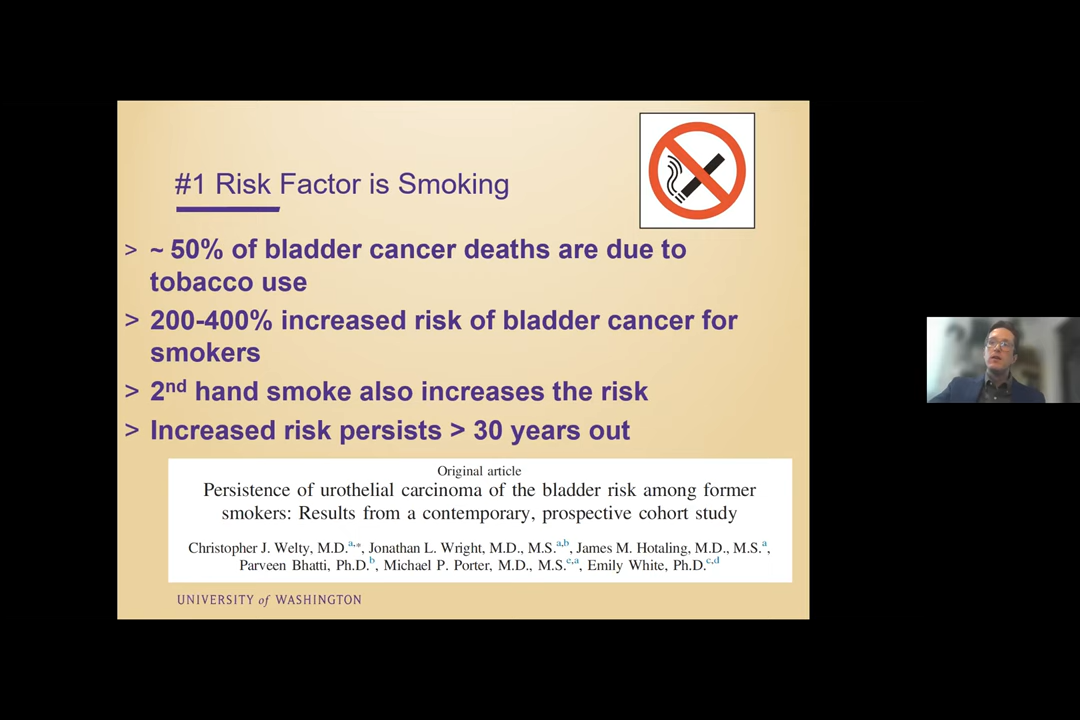 #1 Risk Factor is Smoking
> ~ 50% of bladder cancer deaths are due to
tobacco use
> 200-400% increased risk of bladder cancer for
smokers
> 2nd hand smoke also increases the risk
> Increased risk persists > 30 years out
Original article
Persistence of urothelial carcinoma of the bladder risk among former
smokers: Results from a contemporary, prospective cohort study
Christopher J. Welty, M.D.a,*, Jonathan L. Wright, M.D., M.S.a,b, James M. Hotaling, M.D., M.S.a,
Parveen Bhatti, Ph.D.b, Michael P. Porter, M.D., M.S.c,a, Emily White, Ph.D.c,d
UNIVERSITY of WASHINGTON